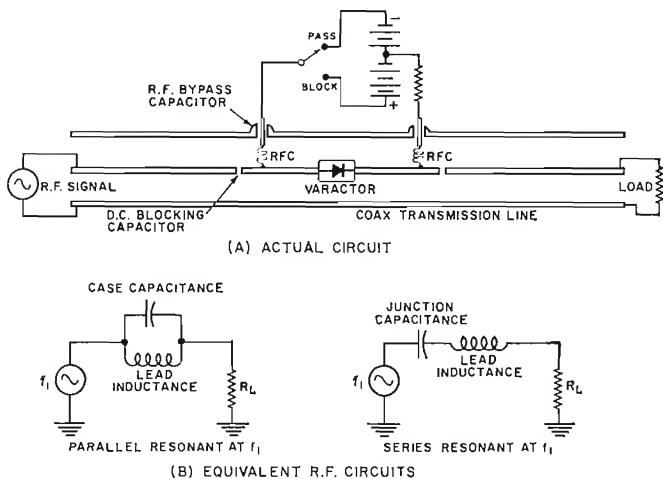 PASS
BLOCK
−
+
R.F. BYPASS
CAPACITOR
RFC
RFC
R.F. SIGNAL
VARACTOR
LOAD
D.C. BLOCKING
CAPACITOR
COAX TRANSMISSION LINE
(A) ACTUAL CIRCUIT
CASE CAPACITANCE
LEAD
INDUCTANCE
f₁
RL
PARALLEL RESONANT AT f₁
JUNCTION
CAPACITANCE
LEAD
INDUCTANCE
f₁
RL
SERIES RESONANT AT f₁
(B) EQUIVALENT R.F. CIRCUITS